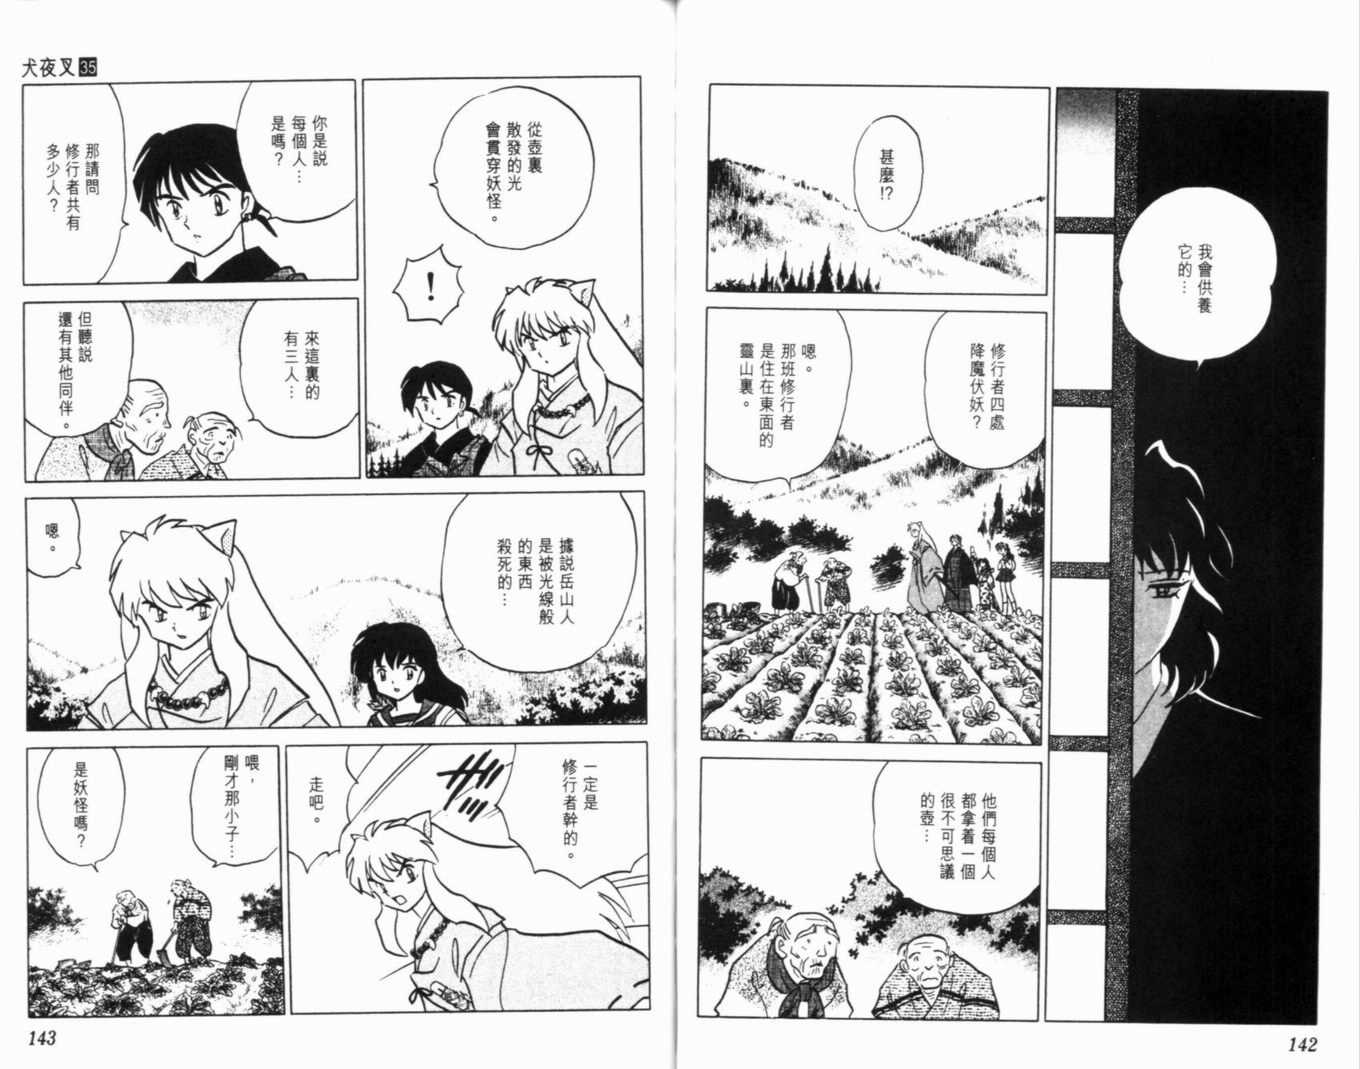 我會供養
它的…
甚麼!?
修行者四處
降魔伏妖?
嗯。
那班修行者
是住在東面的
靈山裏。
他們每個人
都拿着一個
很不可思議
的壺…
142
犬夜叉35
從壺裏
散發的光
會貫穿妖怪。
!
你是説
每個人…
是嗎?
那請問
修行者共有
多少人?
來這裏的
有三人…
但聽説
還有其他同伴。
據説岳山人
是被光線般
的東西
殺死的…
嗯。
一定是
修行者幹的。
走吧。
喂,
剛才那小子…
是妖怪嗎?
143